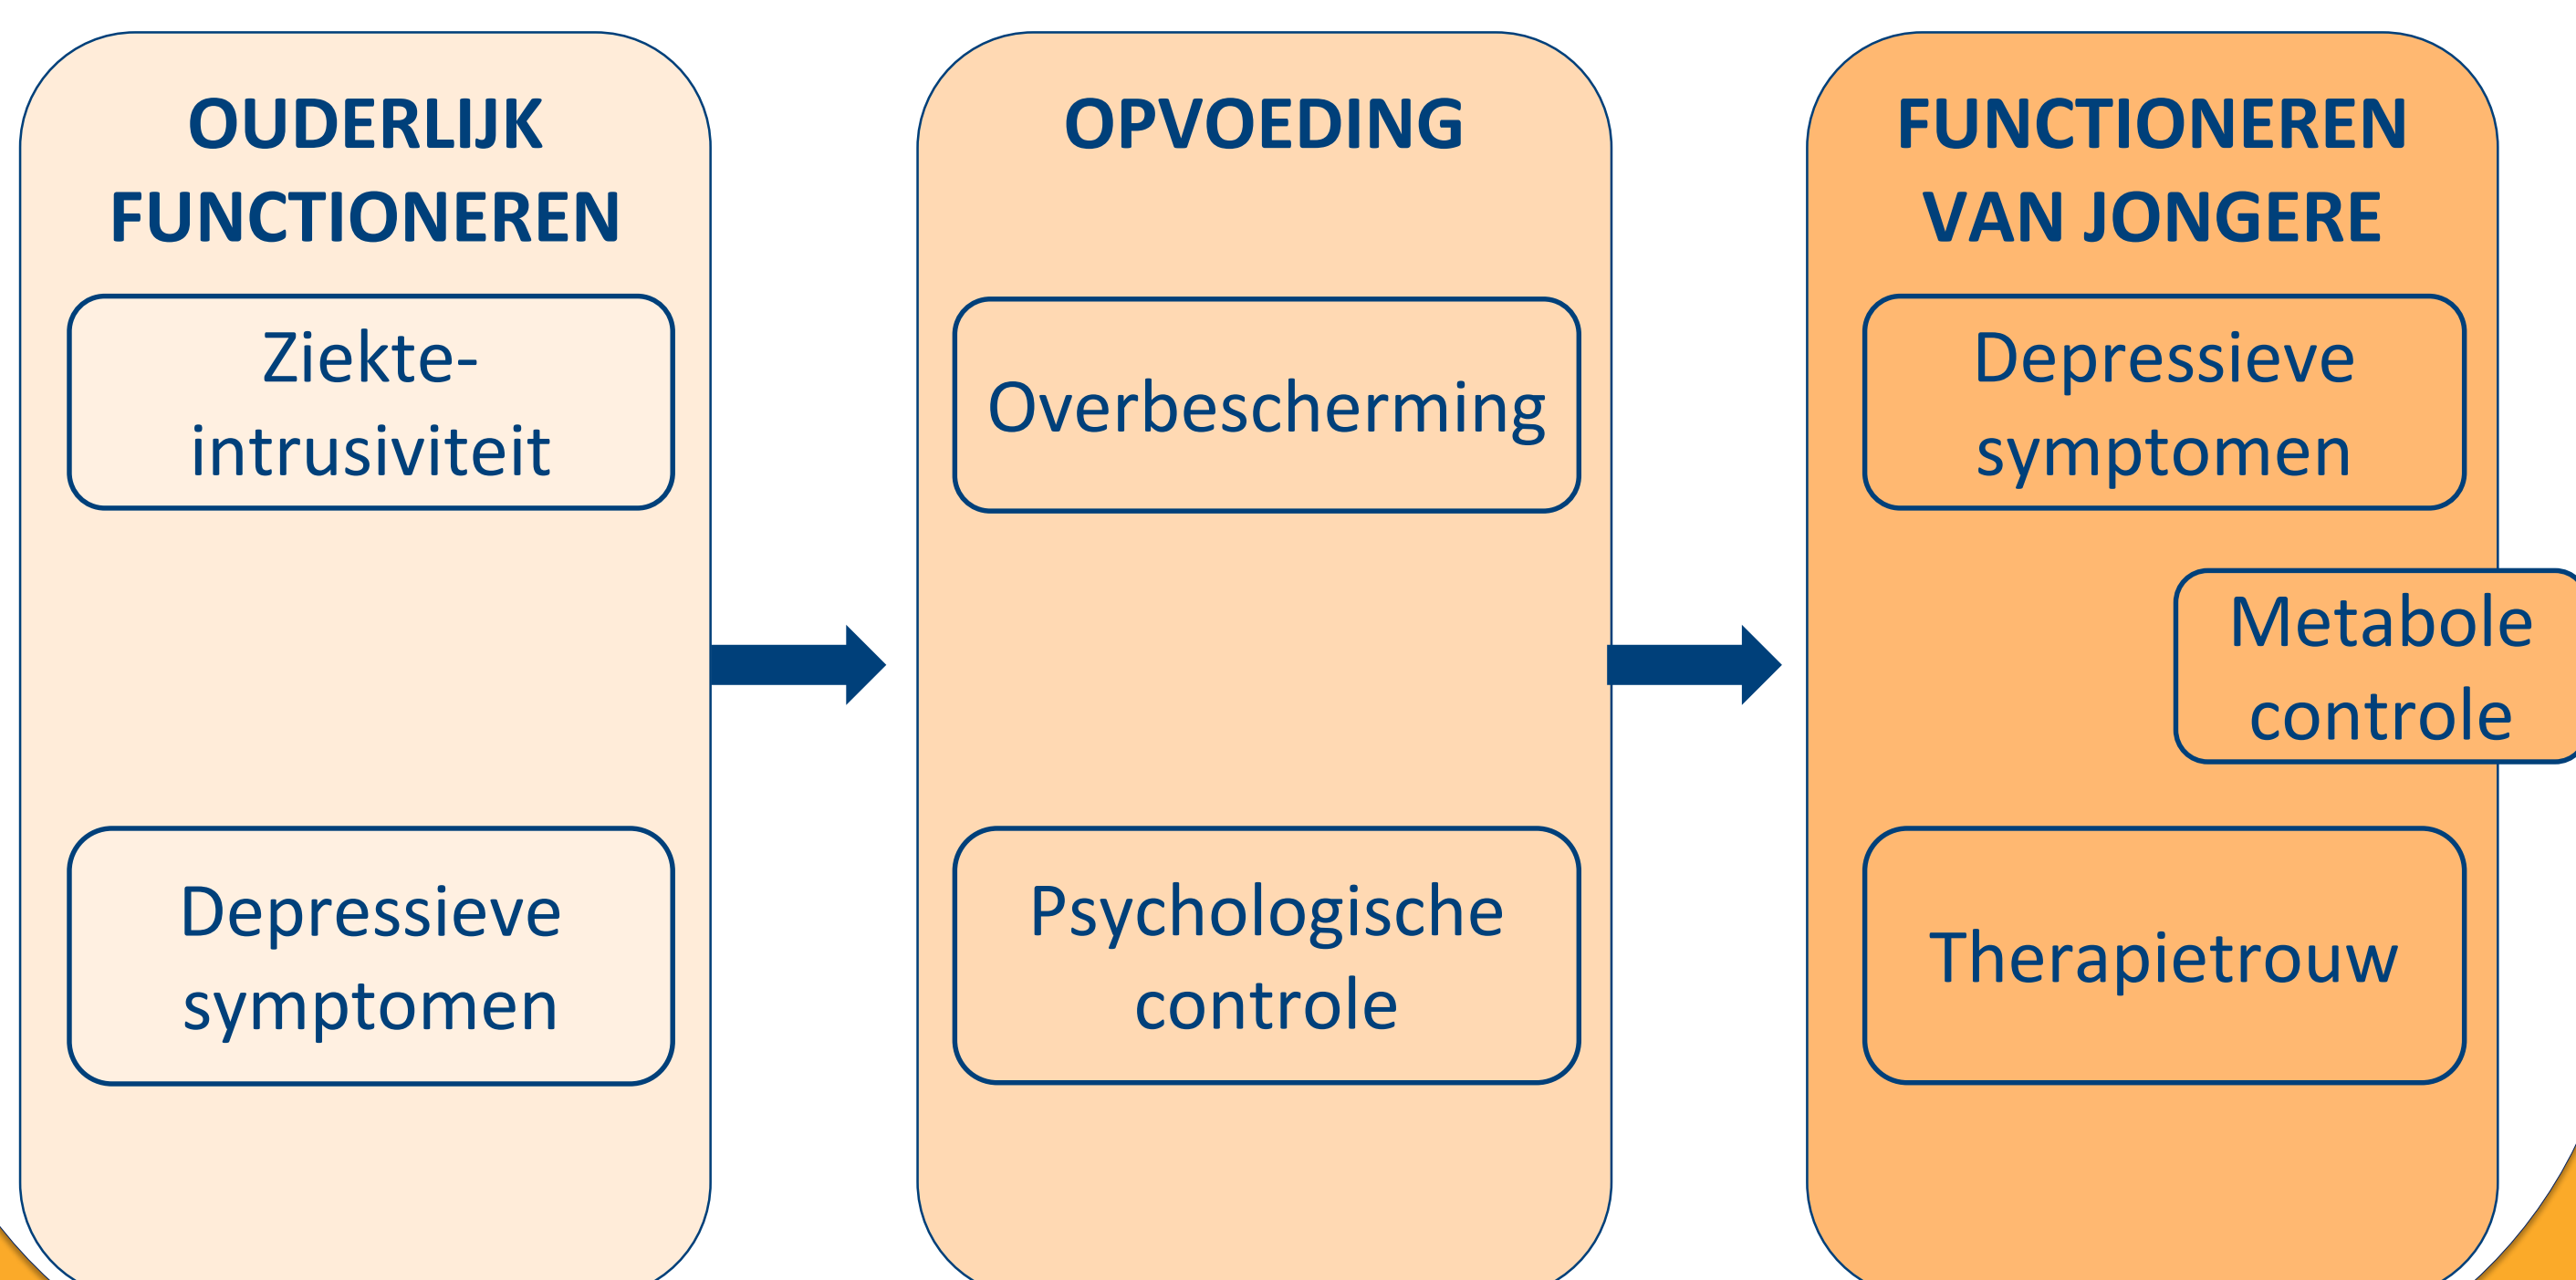 OUDERLIJK
FUNCTIONEREN
Ziekte-
intrusiviteit
Depressieve
symptomen
OPVOEDING
Overbescherming
Psychologische
controle
FUNCTIONEREN
VAN JONGERE
Depressieve
symptomen
Metabole
controle
Therapietrouw